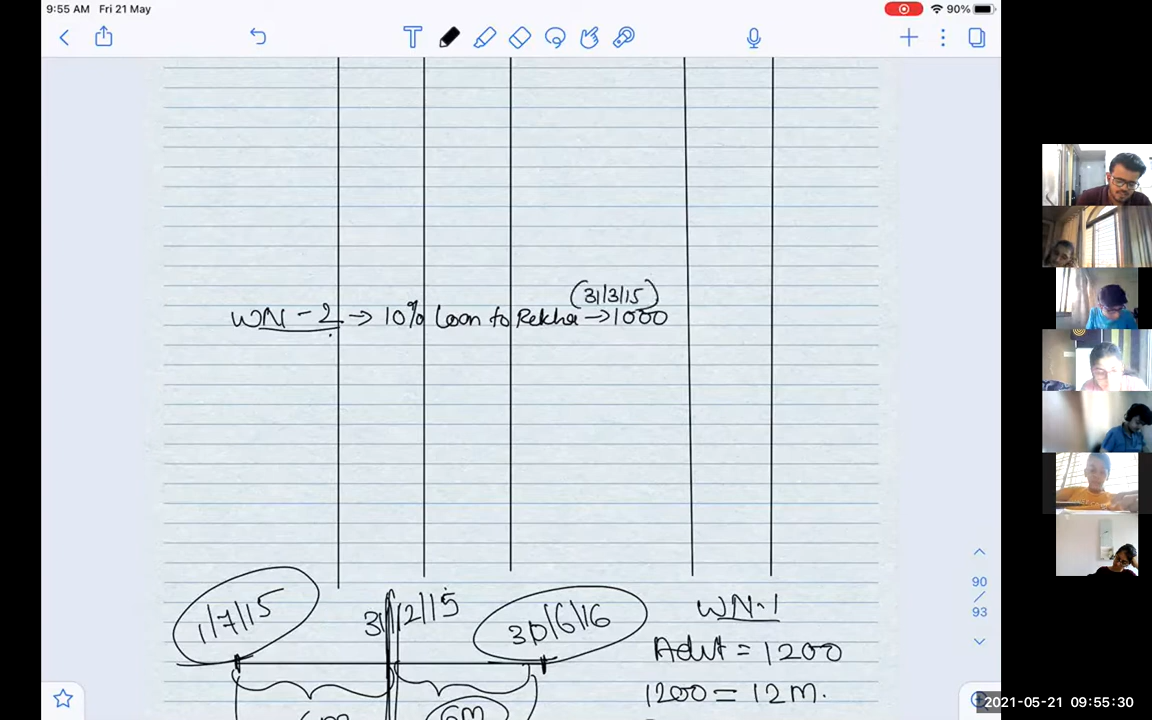 9:55 AM Fri 21 May
90%
T
(31/3/15)
WN-2 → 10% Loan to Rekha → 1000
90
/
93
1/7/15
31/12/15
30/6/16
WN-1
Advt = 1200
1200 = 12M.
6m
2021-05-21 09:55:30